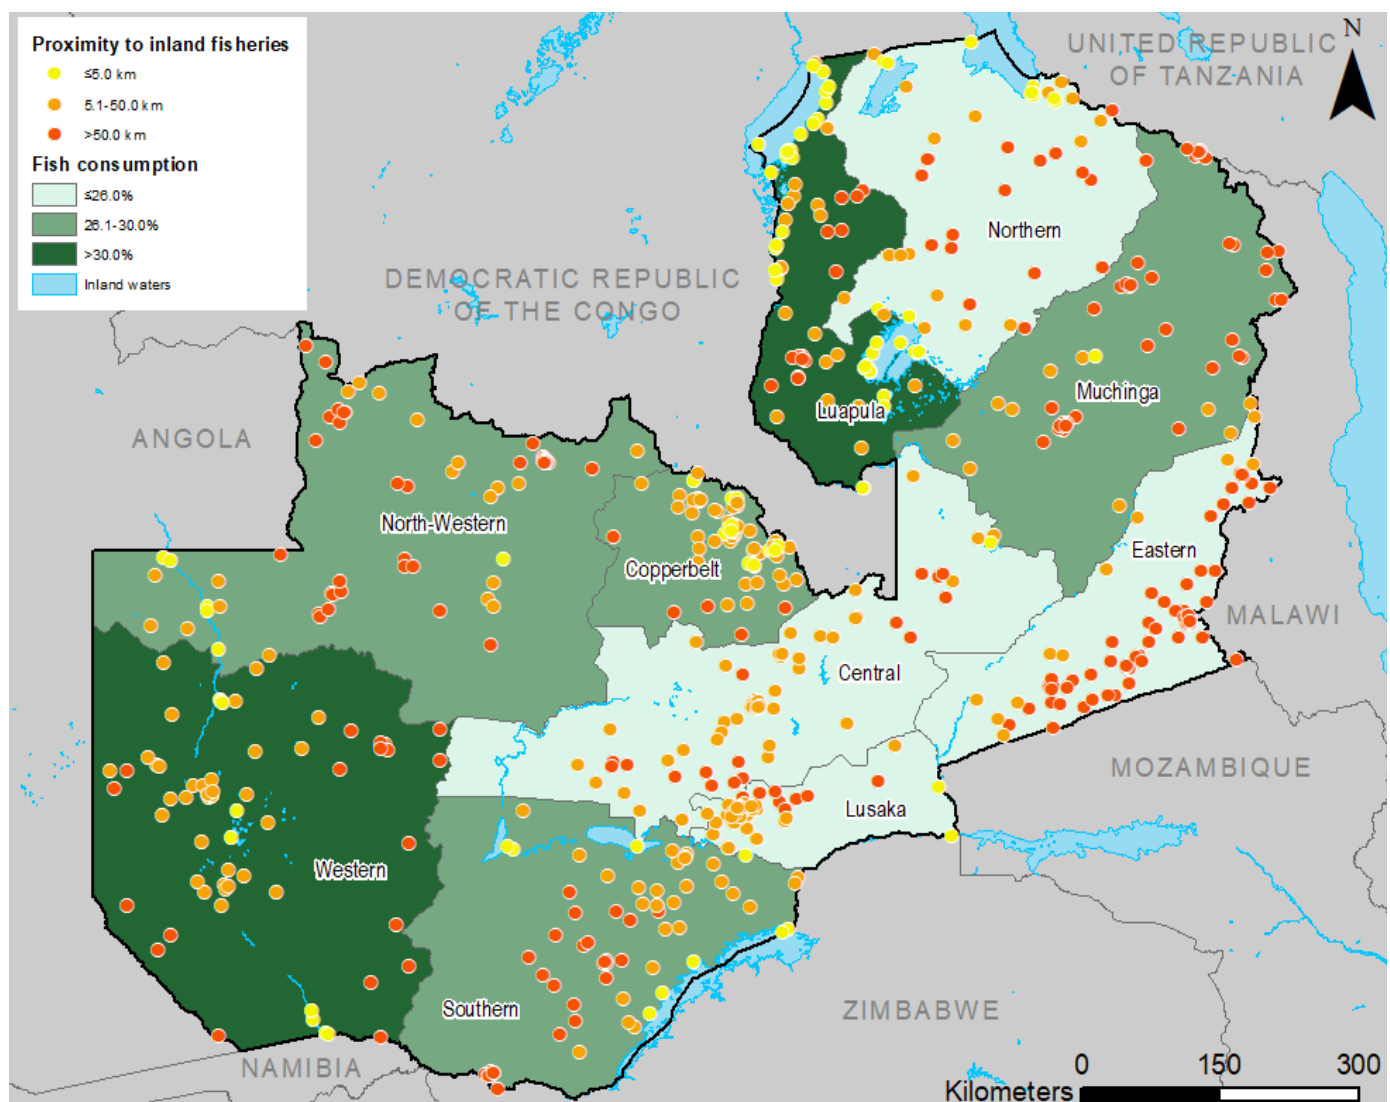 Proximity to inland fisheries
≤5.0 km
5.1-50.0 km
>50.0 km
Fish consumption
≤26.0%
26.1-30.0%
>30.0%
Inland waters
N
UNITED REPUBLIC
OF TANZANIA
DEMOCRATIC REPUBLIC
OF THE CONGO
Northern
Muchinga
Luapula
ANGOLA
North-Western
Copperbelt
Eastern
MALAWI
Central
MOZAMBIQUE
Lusaka
Western
Southern
ZIMBABWE
NAMIBIA
0 150 300
Kilometers